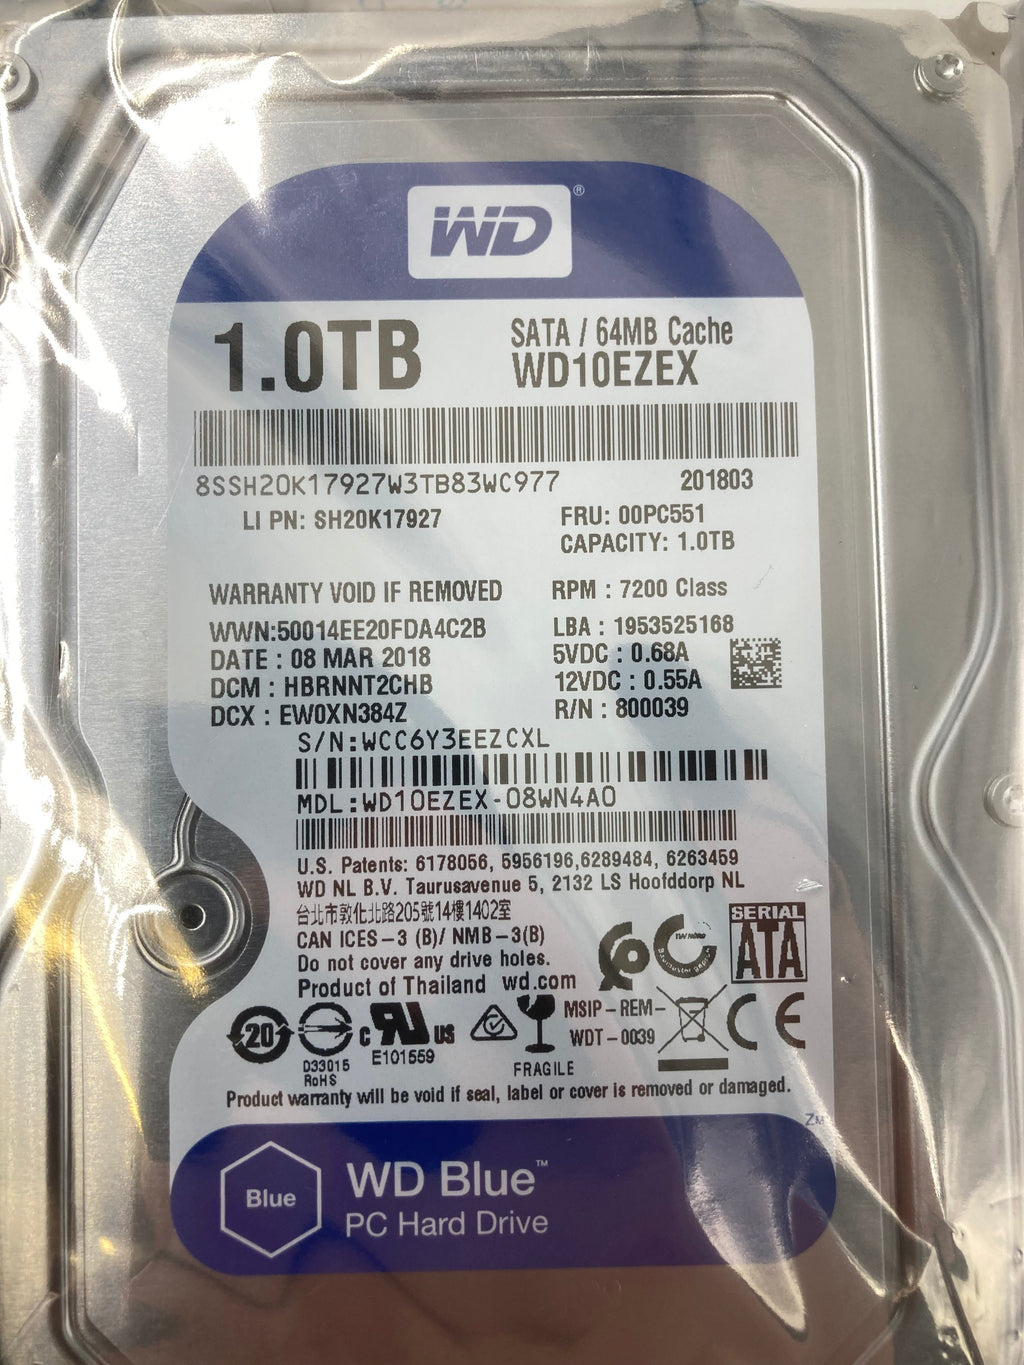 WD®
1.0TB
SATA / 64MB Cache
WD10EZEX
8SSH20K17927W3TB83WC977
201803
LI PN: SH20K17927
FRU: 00PC551
CAPACITY: 1.0TB
WARRANTY VOID IF REMOVED
RPM : 7200 Class
WWN:50014EE20FDA4C2B
LBA : 1953525168
DATE : 08 MAR 2018
5VDC : 0.68A
DCM : HBRNNT2CHB
12VDC : 0.55A
DCX : EW0XN384Z
R/N : 800039
S/N:WCC6Y3EEZCXL
MDL:WD10EZEX-08WN4A0
U.S. Patents: 6178056, 5956196,6289484, 6263459
WD NL B.V. Taurusavenue 5, 2132 LS Hoofddorp NL
台北市敦化北路205號14樓1402室
CAN ICES-3 (B)/ NMB-3(B)
Do not cover any drive holes.
Product of Thailand wd.com
SERIAL
ATA
20
D33015
RoHS
c RU US
E101559
FRAGILE
MSIP-REM-
WDT-0039
CE
Product warranty will be void if seal, label or cover is removed or damaged.
ZM
Blue
WD Blue™
PC Hard Drive